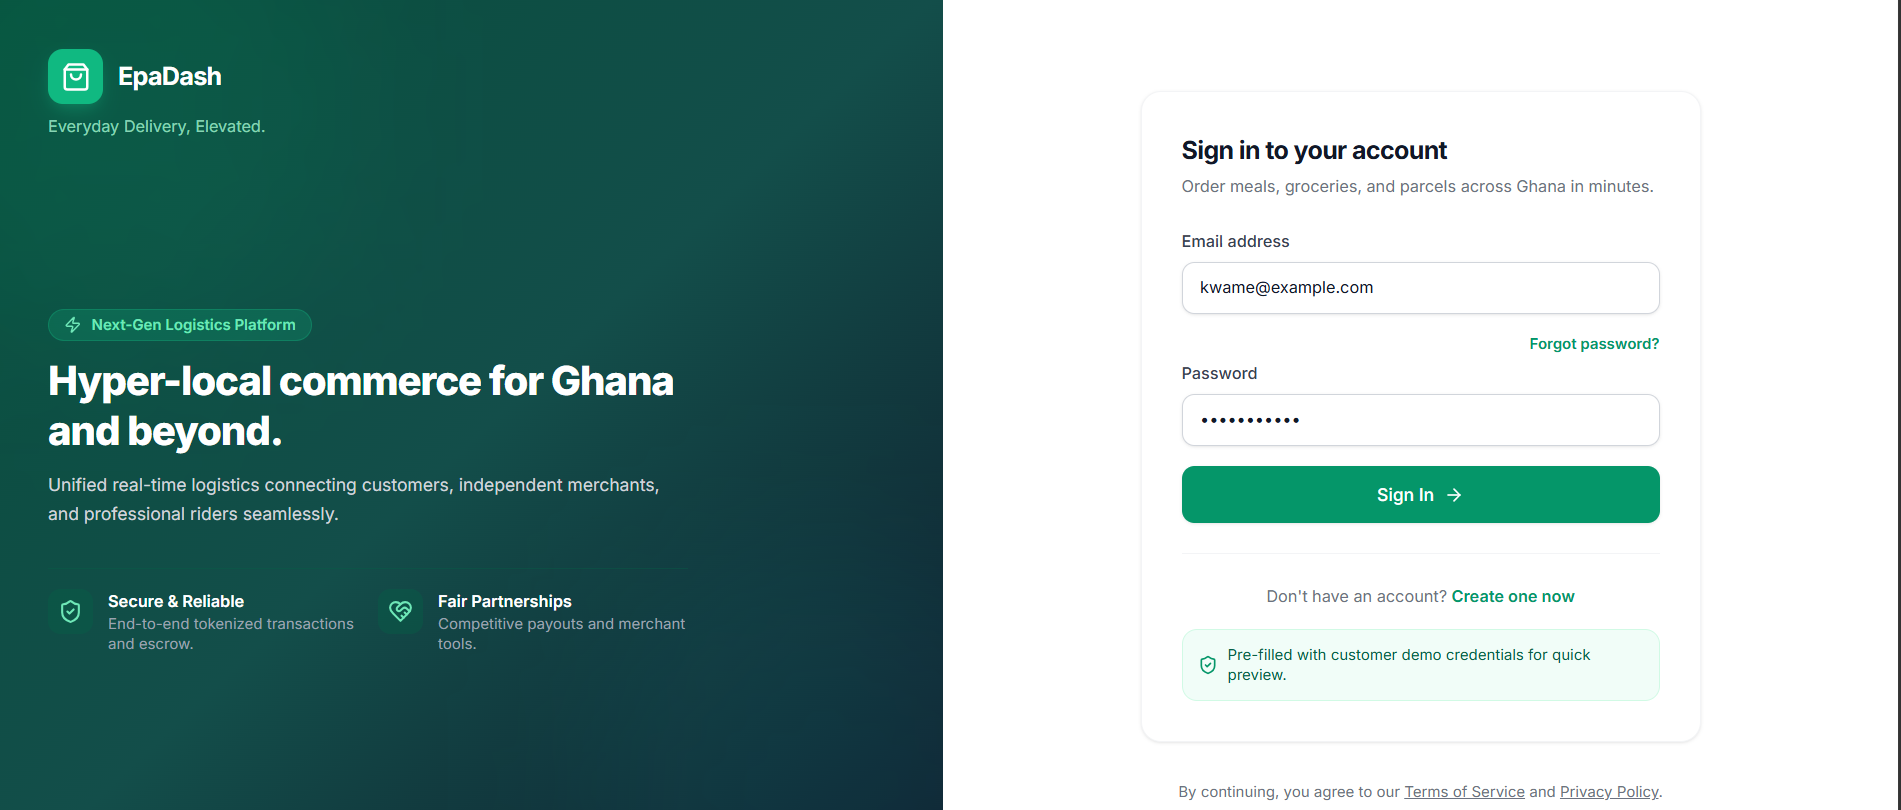 EpaDash
Everyday Delivery, Elevated.
Next-Gen Logistics Platform
Hyper-local commerce for Ghana
and beyond.
Unified real-time logistics connecting customers, independent merchants,
and professional riders seamlessly.
Secure & Reliable
End-to-end tokenized transactions
and escrow.
Fair Partnerships
Competitive payouts and merchant
tools.
Sign in to your account
Order meals, groceries, and parcels across Ghana in minutes.
Email address
kwame@example.com
Forgot password?
Password
•••••••••••
Sign In →
Don't have an account? Create one now
Pre-filled with customer demo credentials for quick
preview.
By continuing, you agree to our Terms of Service and Privacy Policy.